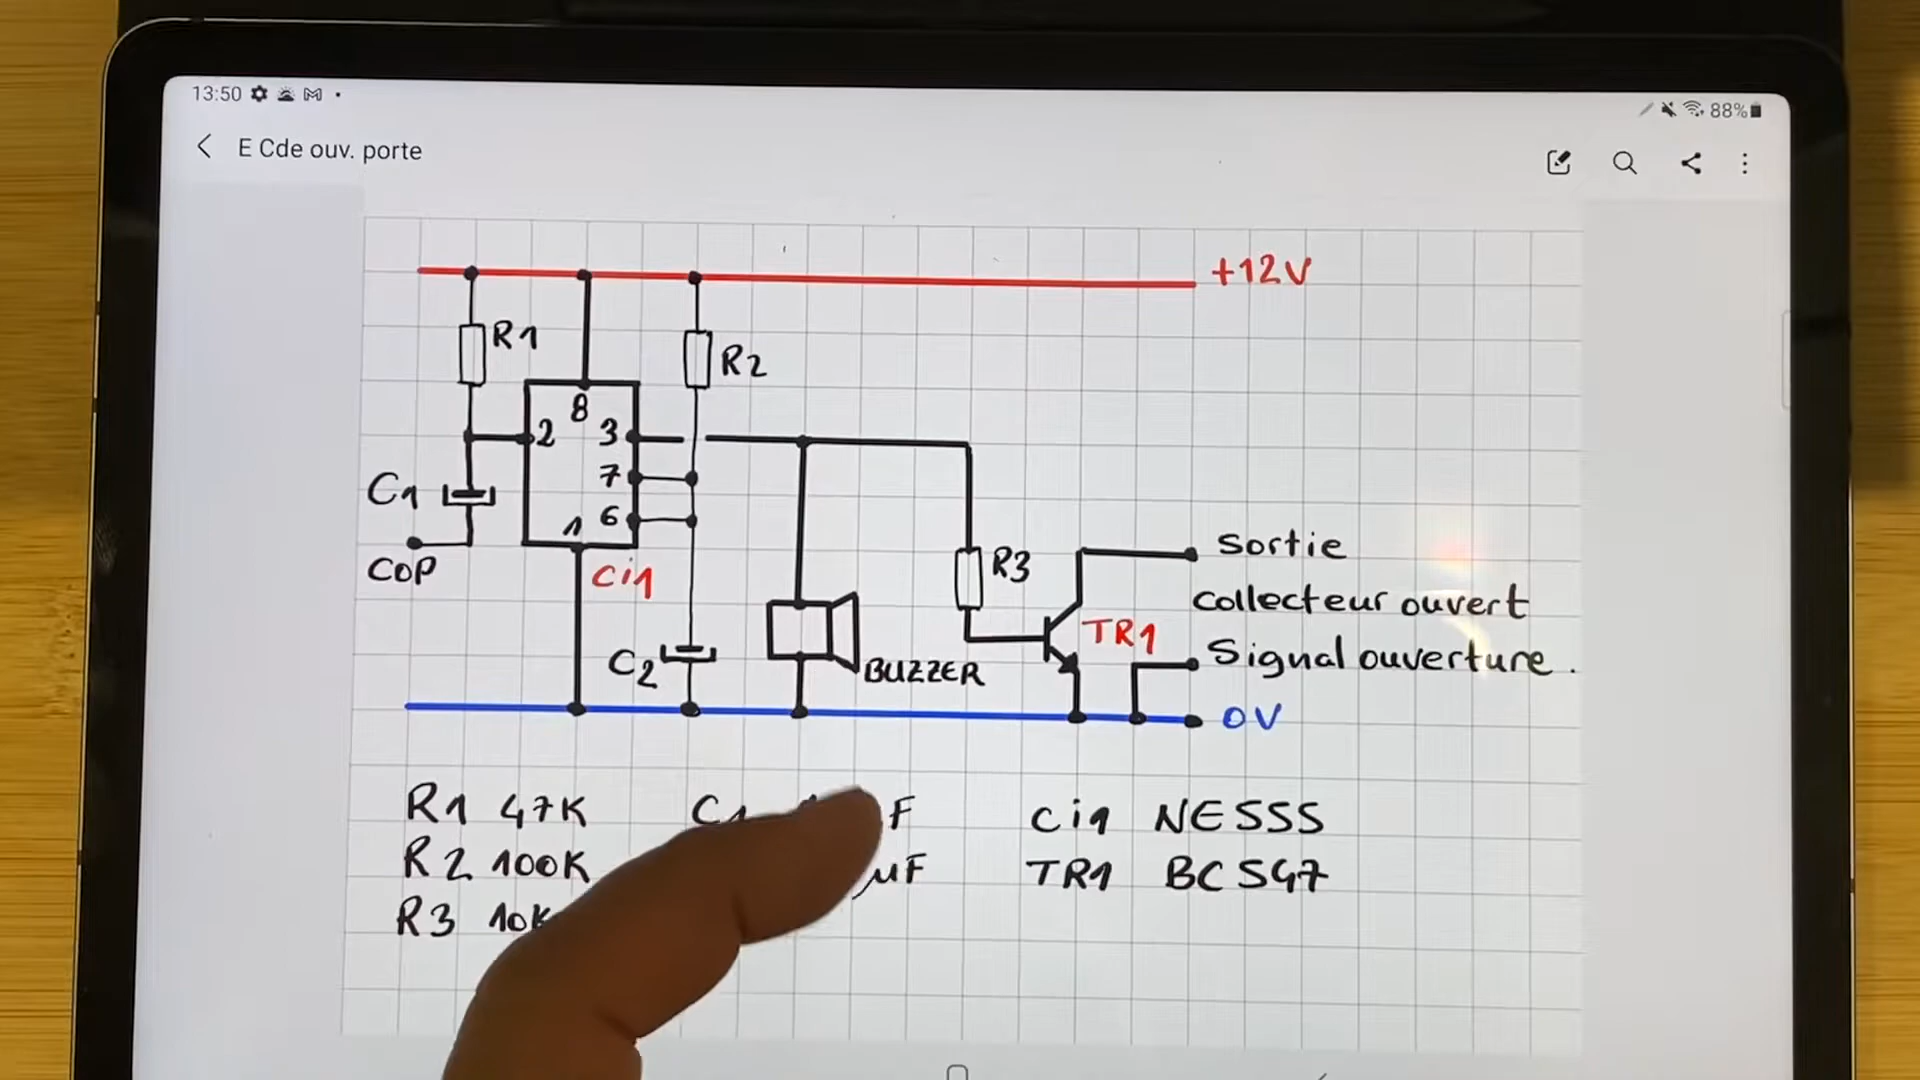 13:50
88%
E Cde ouv. porte
+12V
R1
R2
8
2 3
7
C1
1 6
COP
Ci1
R3
Sortie
collecteur ouvert
TR1
Signal ouverture.
C2
BUZZER
0V
R1 47K C1 F Ci1 NE555
R2 100K µF TR1 BC547
R3 10K